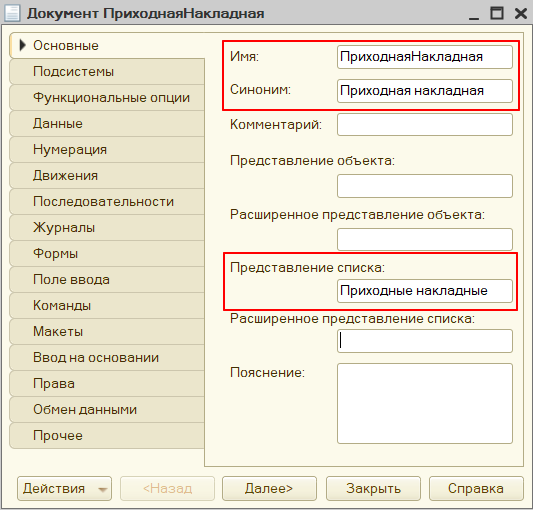 Документ ПриходнаяНакладная
Основные
Подсистемы
Функциональные опции
Данные
Нумерация
Движения
Последовательности
Журналы
Формы
Поле ввода
Команды
Макеты
Ввод на основании
Права
Обмен данными
Прочее
Имя: ПриходнаяНакладная
Синоним: Приходная накладная
Комментарий:
Представление объекта:
Расширенное представление объекта:
Представление списка:
Приходные накладные
Расширенное представление списка:
Пояснение:
Действия <Назад Далее> Закрыть Справка